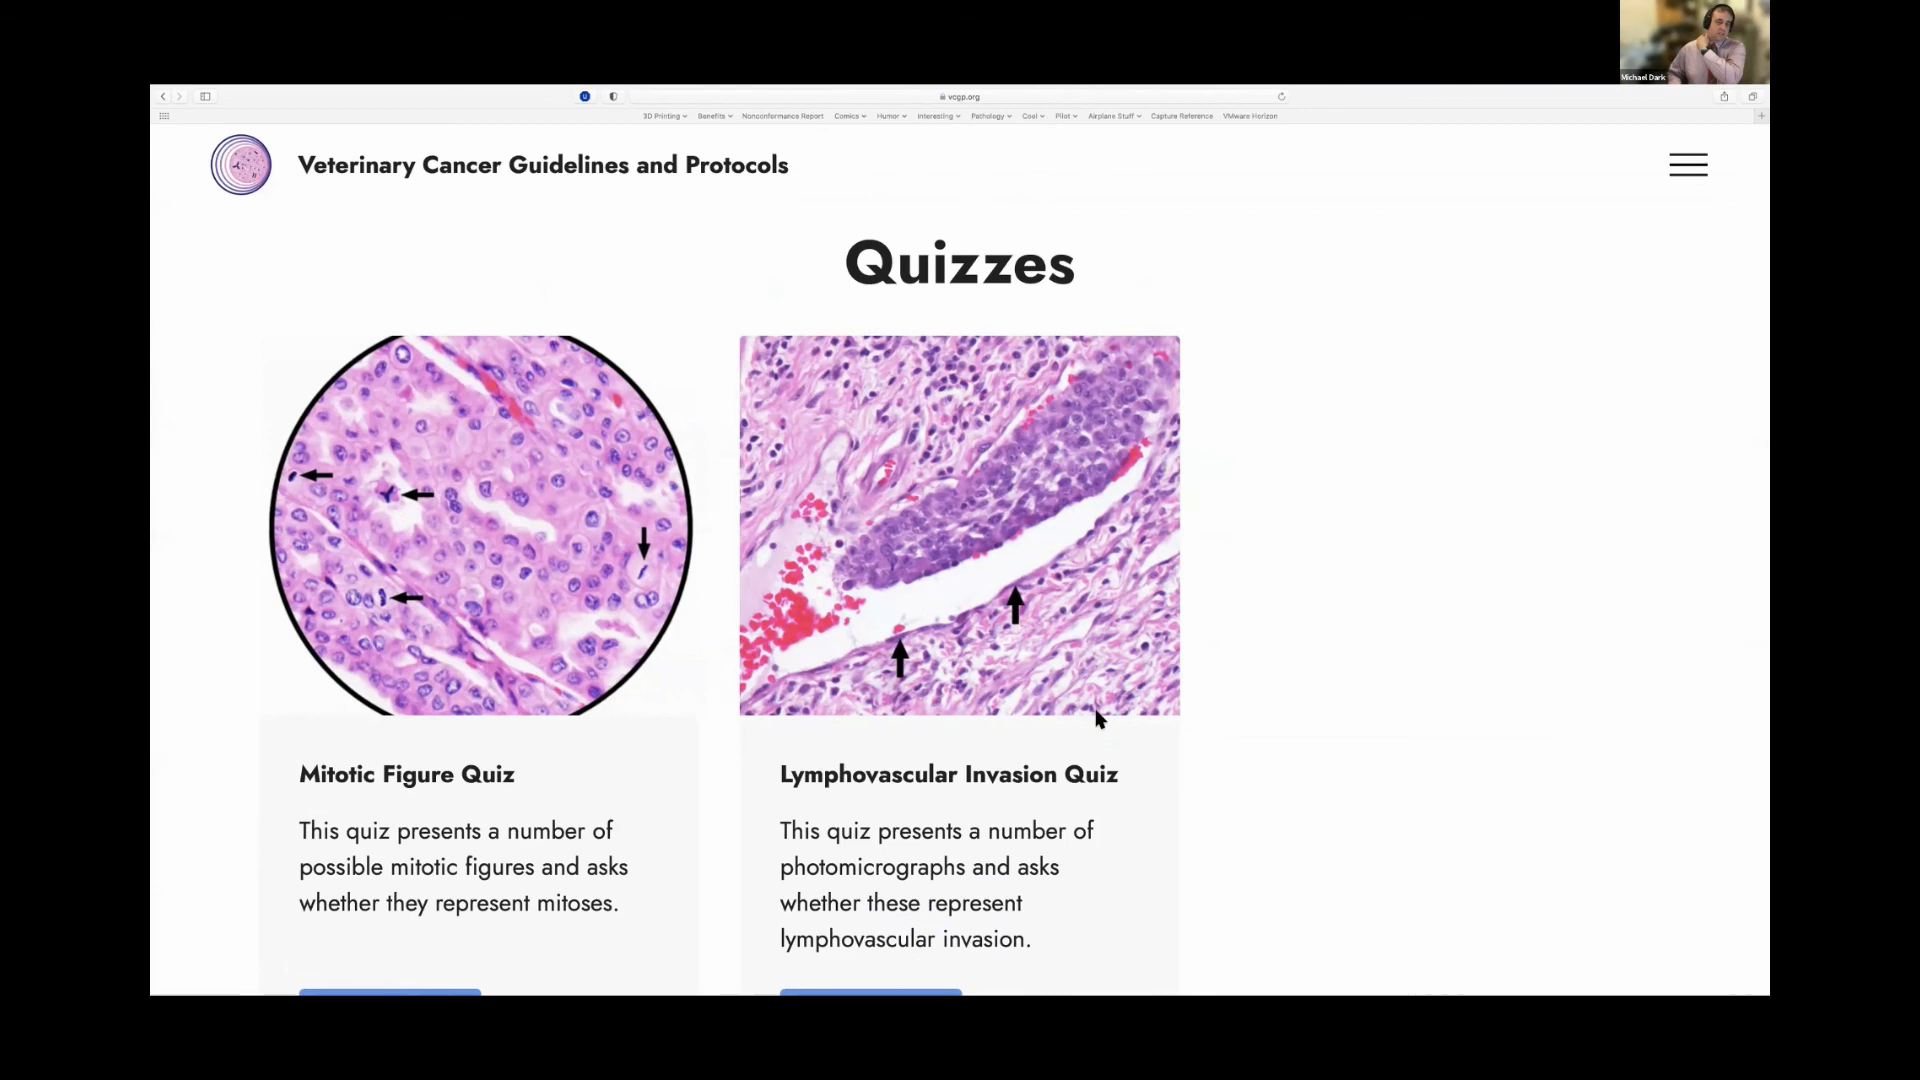 Michael Dark
vcgp.org
3D Printing Benefits Nonconformance Report Comics Humor Interesting Pathology Cool Pilot Airplane Stuff Capture Reference VMware Horizon
Veterinary Cancer Guidelines and Protocols
Quizzes
Mitotic Figure Quiz
This quiz presents a number of
possible mitotic figures and asks
whether they represent mitoses.
Lymphovascular Invasion Quiz
This quiz presents a number of
photomicrographs and asks
whether these represent
lymphovascular invasion.